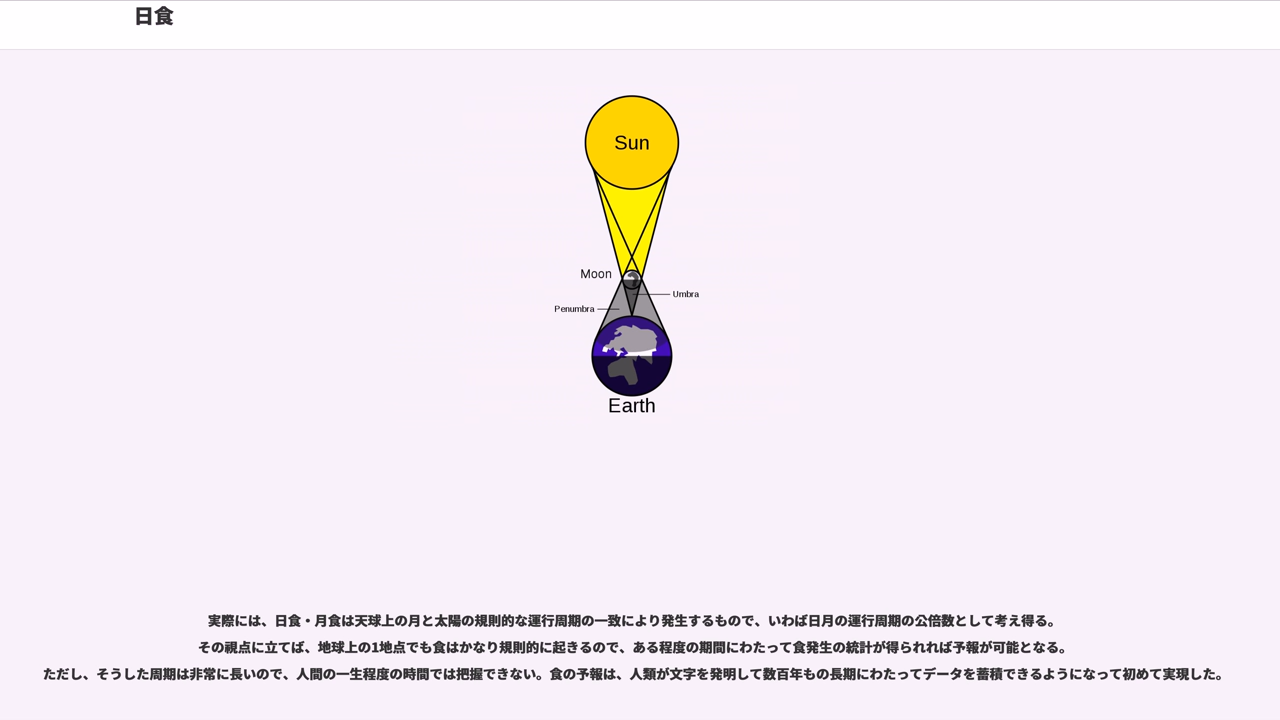 日食
Sun
Moon
Umbra
Penumbra
Earth
実際には、日食・月食は天球上の月と太陽の規則的な運行周期の一致により発生するもので、いわば日月の運行周期の公倍数として考え得る。
その視点に立てば、地球上の1地点でも食はかなり規則的に起きるので、ある程度の期間にわたって食発生の統計が得られれば予報が可能となる。
ただし、そうした周期は非常に長いので、人間の一生程度の時間では把握できない。食の予報は、人類が文字を発明して数百年もの長期にわたってデータを蓄積できるようになって初めて実現した。